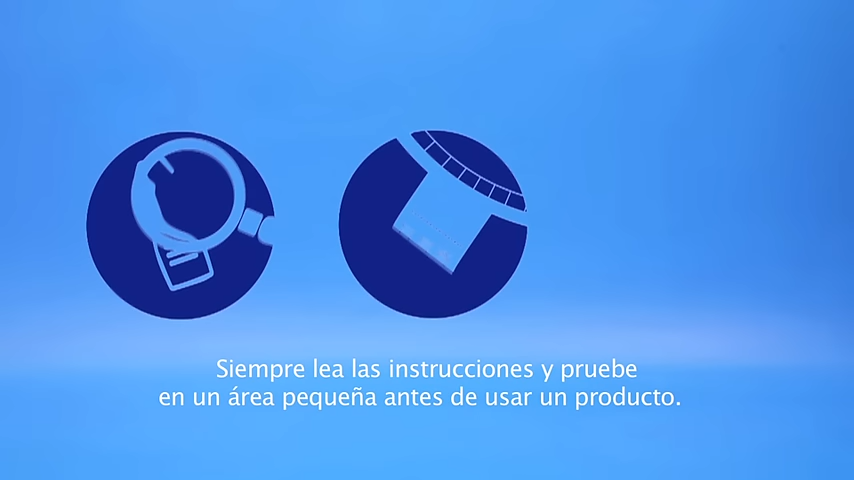 Siempre lea las instrucciones y pruebe
en un área pequeña antes de usar un producto.